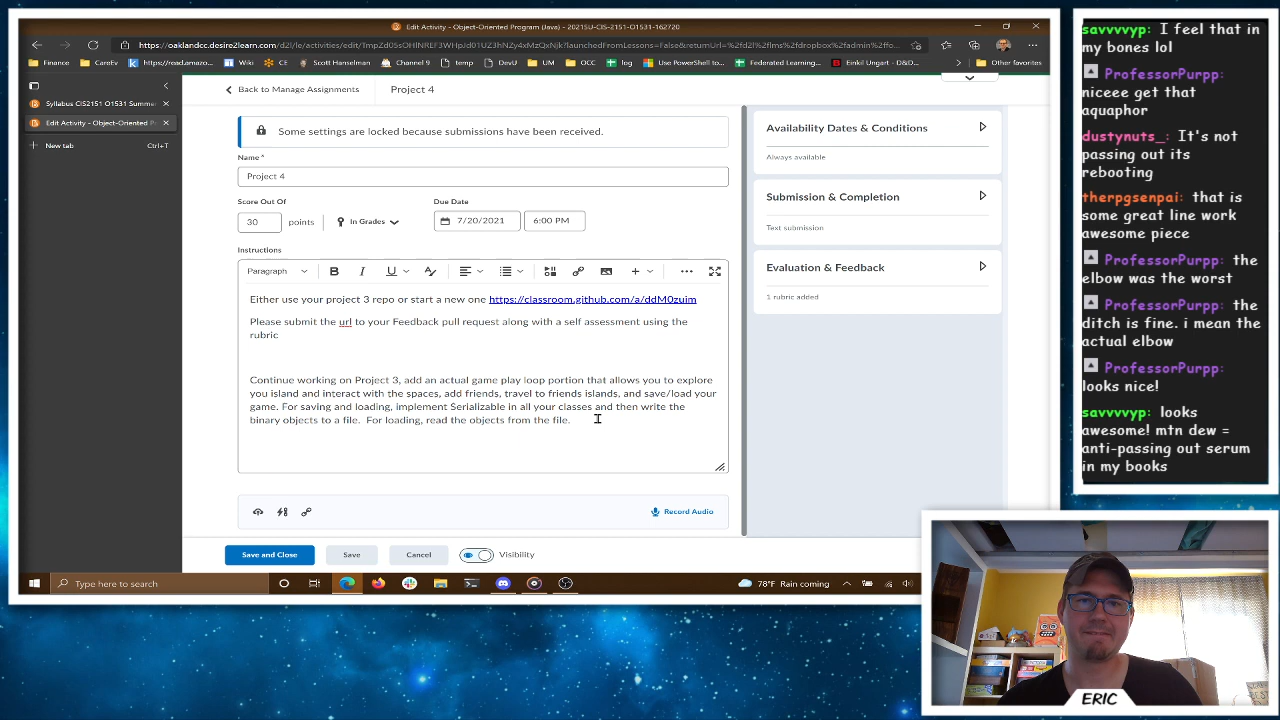 Edit Activity - Object-Oriented Program (Java) - 20215U-CIS-2151-O1531-162720
Finance
CareEv
https://read.amazo...
Wiki
CE
Scott Hanselman
Channel 9
temp
DevU
UM
OCC
log
Use PowerShell to...
Federated Learning...
Einkil Ungart - D&D...
Other favorites
Syllabus CIS2151 O1531 Summe
Edit Activity - Object-Oriented P
New tab
Ctrl+T
Back to Manage Assignments
Project 4
Some settings are locked because submissions have been received.
Name *
Project 4
Score Out Of
Due Date
30
points
In Grades
7/20/2021
6:00 PM
Instructions
Paragraph
B
I
U
Either use your project 3 repo or start a new one https://classroom.github.com/a/ddM0zuim
Please submit the url to your Feedback pull request along with a self assessment using the
rubric
Continue working on Project 3, add an actual game play loop portion that allows you to explore
you island and interact with the spaces, add friends, travel to friends islands, and save/load your
game. For saving and loading, implement Serializable in all your classes and then write the
binary objects to a file.  For loading, read the objects from the file.
Record Audio
Save and Close
Save
Cancel
Visibility
Availability Dates & Conditions
Always available
Submission & Completion
Text submission
Evaluation & Feedback
1 rubric added
Type here to search
78°F Rain coming
savvvvyp: I feel that in
my bones lol
ProfessorPurpp:
niceee get that
aquaphor
dustynuts_: It's not
passing out its
rebooting
therpgsenpai: that is
some great line work
awesome piece
ProfessorPurpp: the
elbow was the worst
ProfessorPurpp: the
ditch is fine. i mean the
actual elbow
ProfessorPurpp:
looks nice!
savvvvyp: looks
awesome! mtn dew =
anti-passing out serum
in my books
ERIC